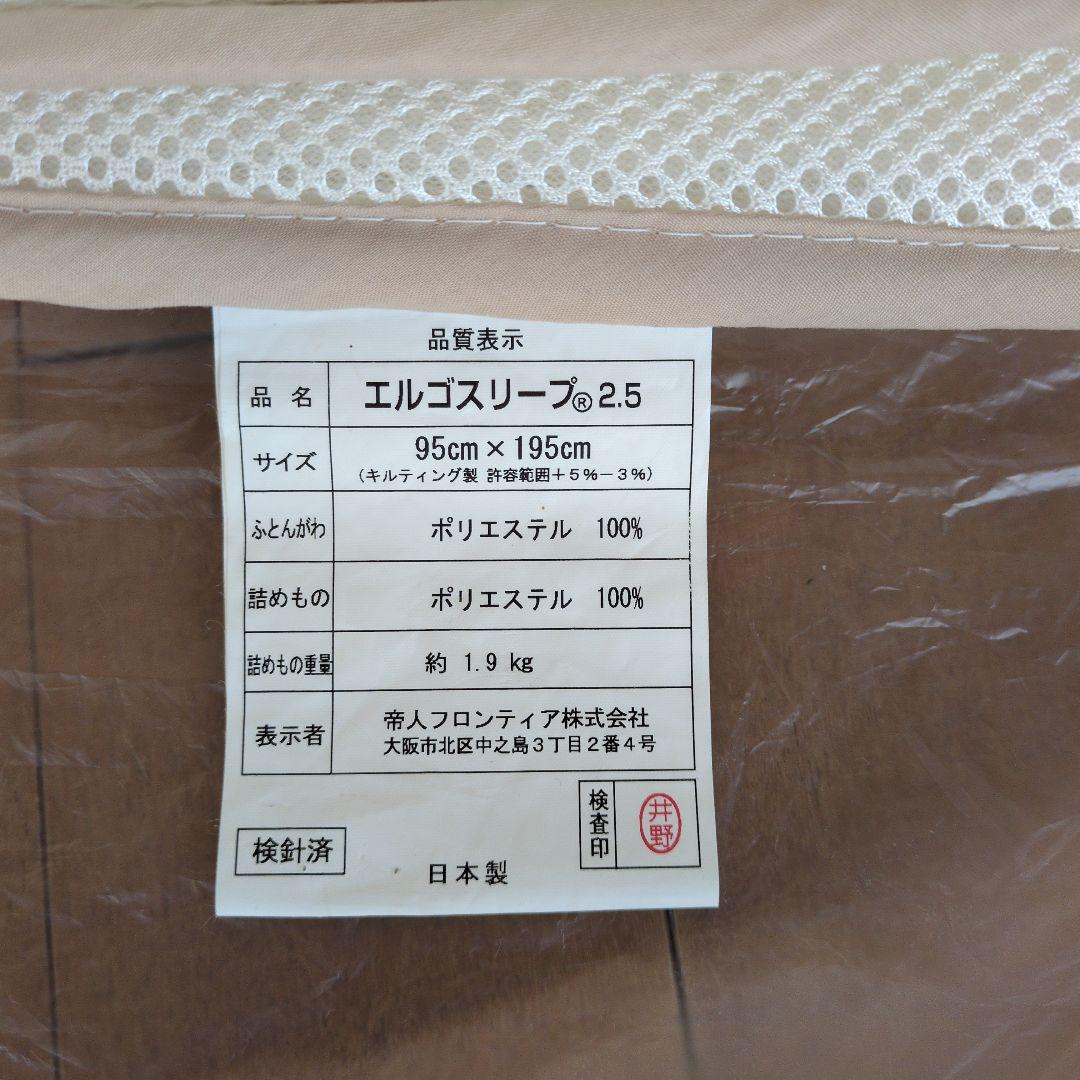 品質表示
品 名 エルゴスリープ® 2.5
サイズ 95cm×195cm
(キルティング製 許容範囲+5%-3%)
ふとんがわ ポリエステル 100%
詰めもの ポリエステル 100%
詰めもの重量 約 1.9 kg
表示者 帝人フロンティア株式会社
大阪市北区中之島3丁目2番4号
検査印 井野
検針済
日本製